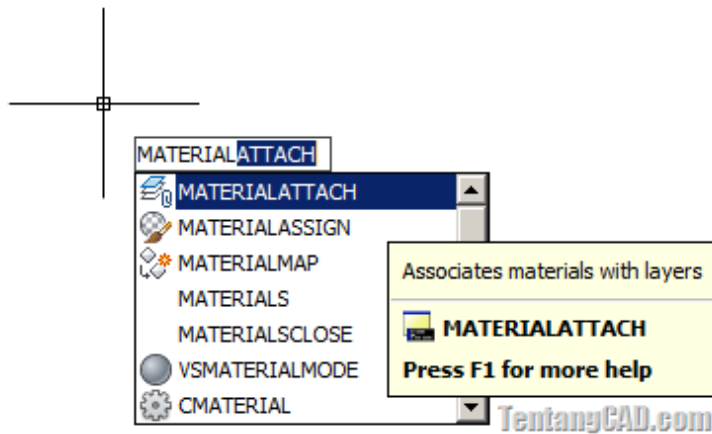 MATERIALATTACH
MATERIALATTACH
MATERIALASSIGN
MATERIALMAP
MATERIALS
MATERIALSCLOSE
VSMATERIALMODE
CMATERIAL
Associates materials with layers
MATERIALATTACH
Press F1 for more help
TentangCAD.com